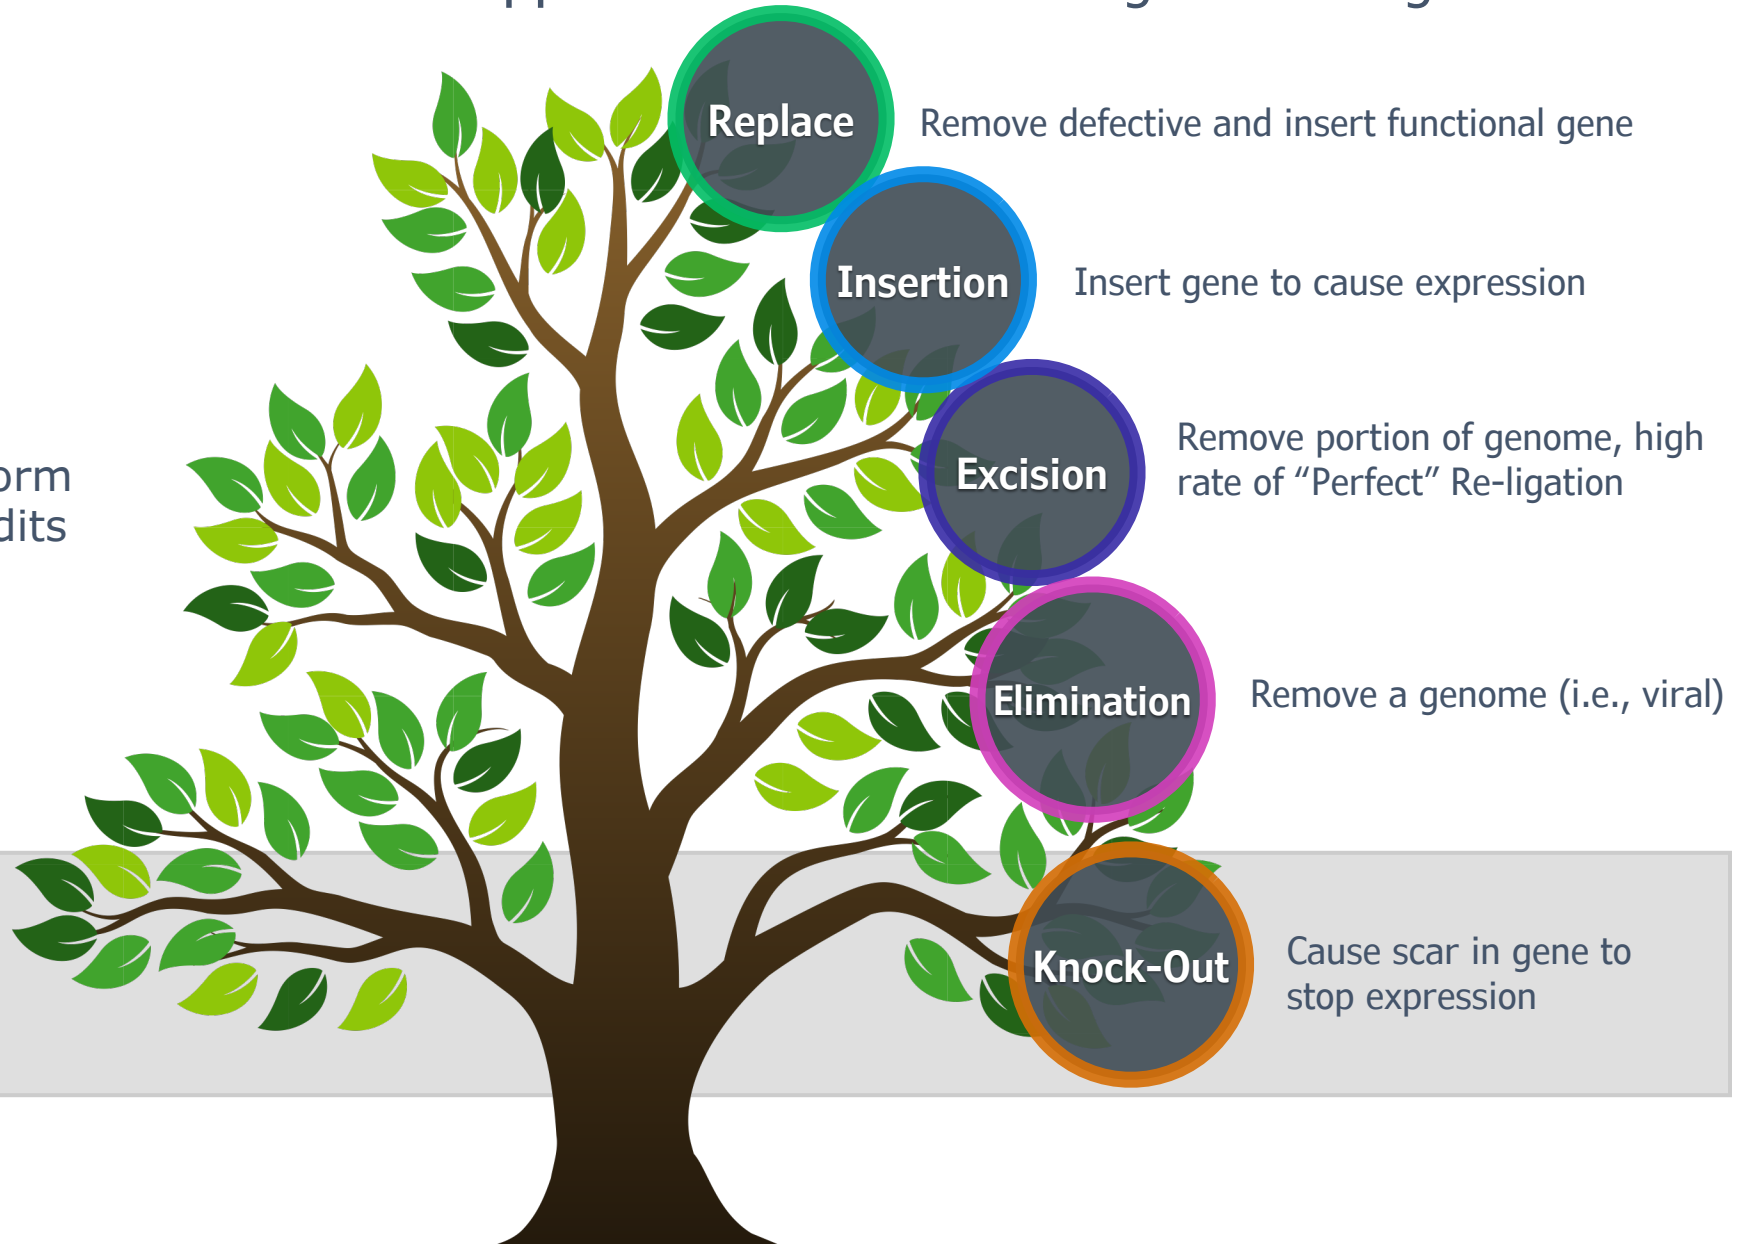 Replace
Remove defective and insert functional gene
Insertion
Insert gene to cause expression
Excision
Remove portion of genome, high
rate of “Perfect” Re-ligation
orm
dits
Elimination
Remove a genome (i.e., viral)
Knock-Out
Cause scar in gene to
stop expression